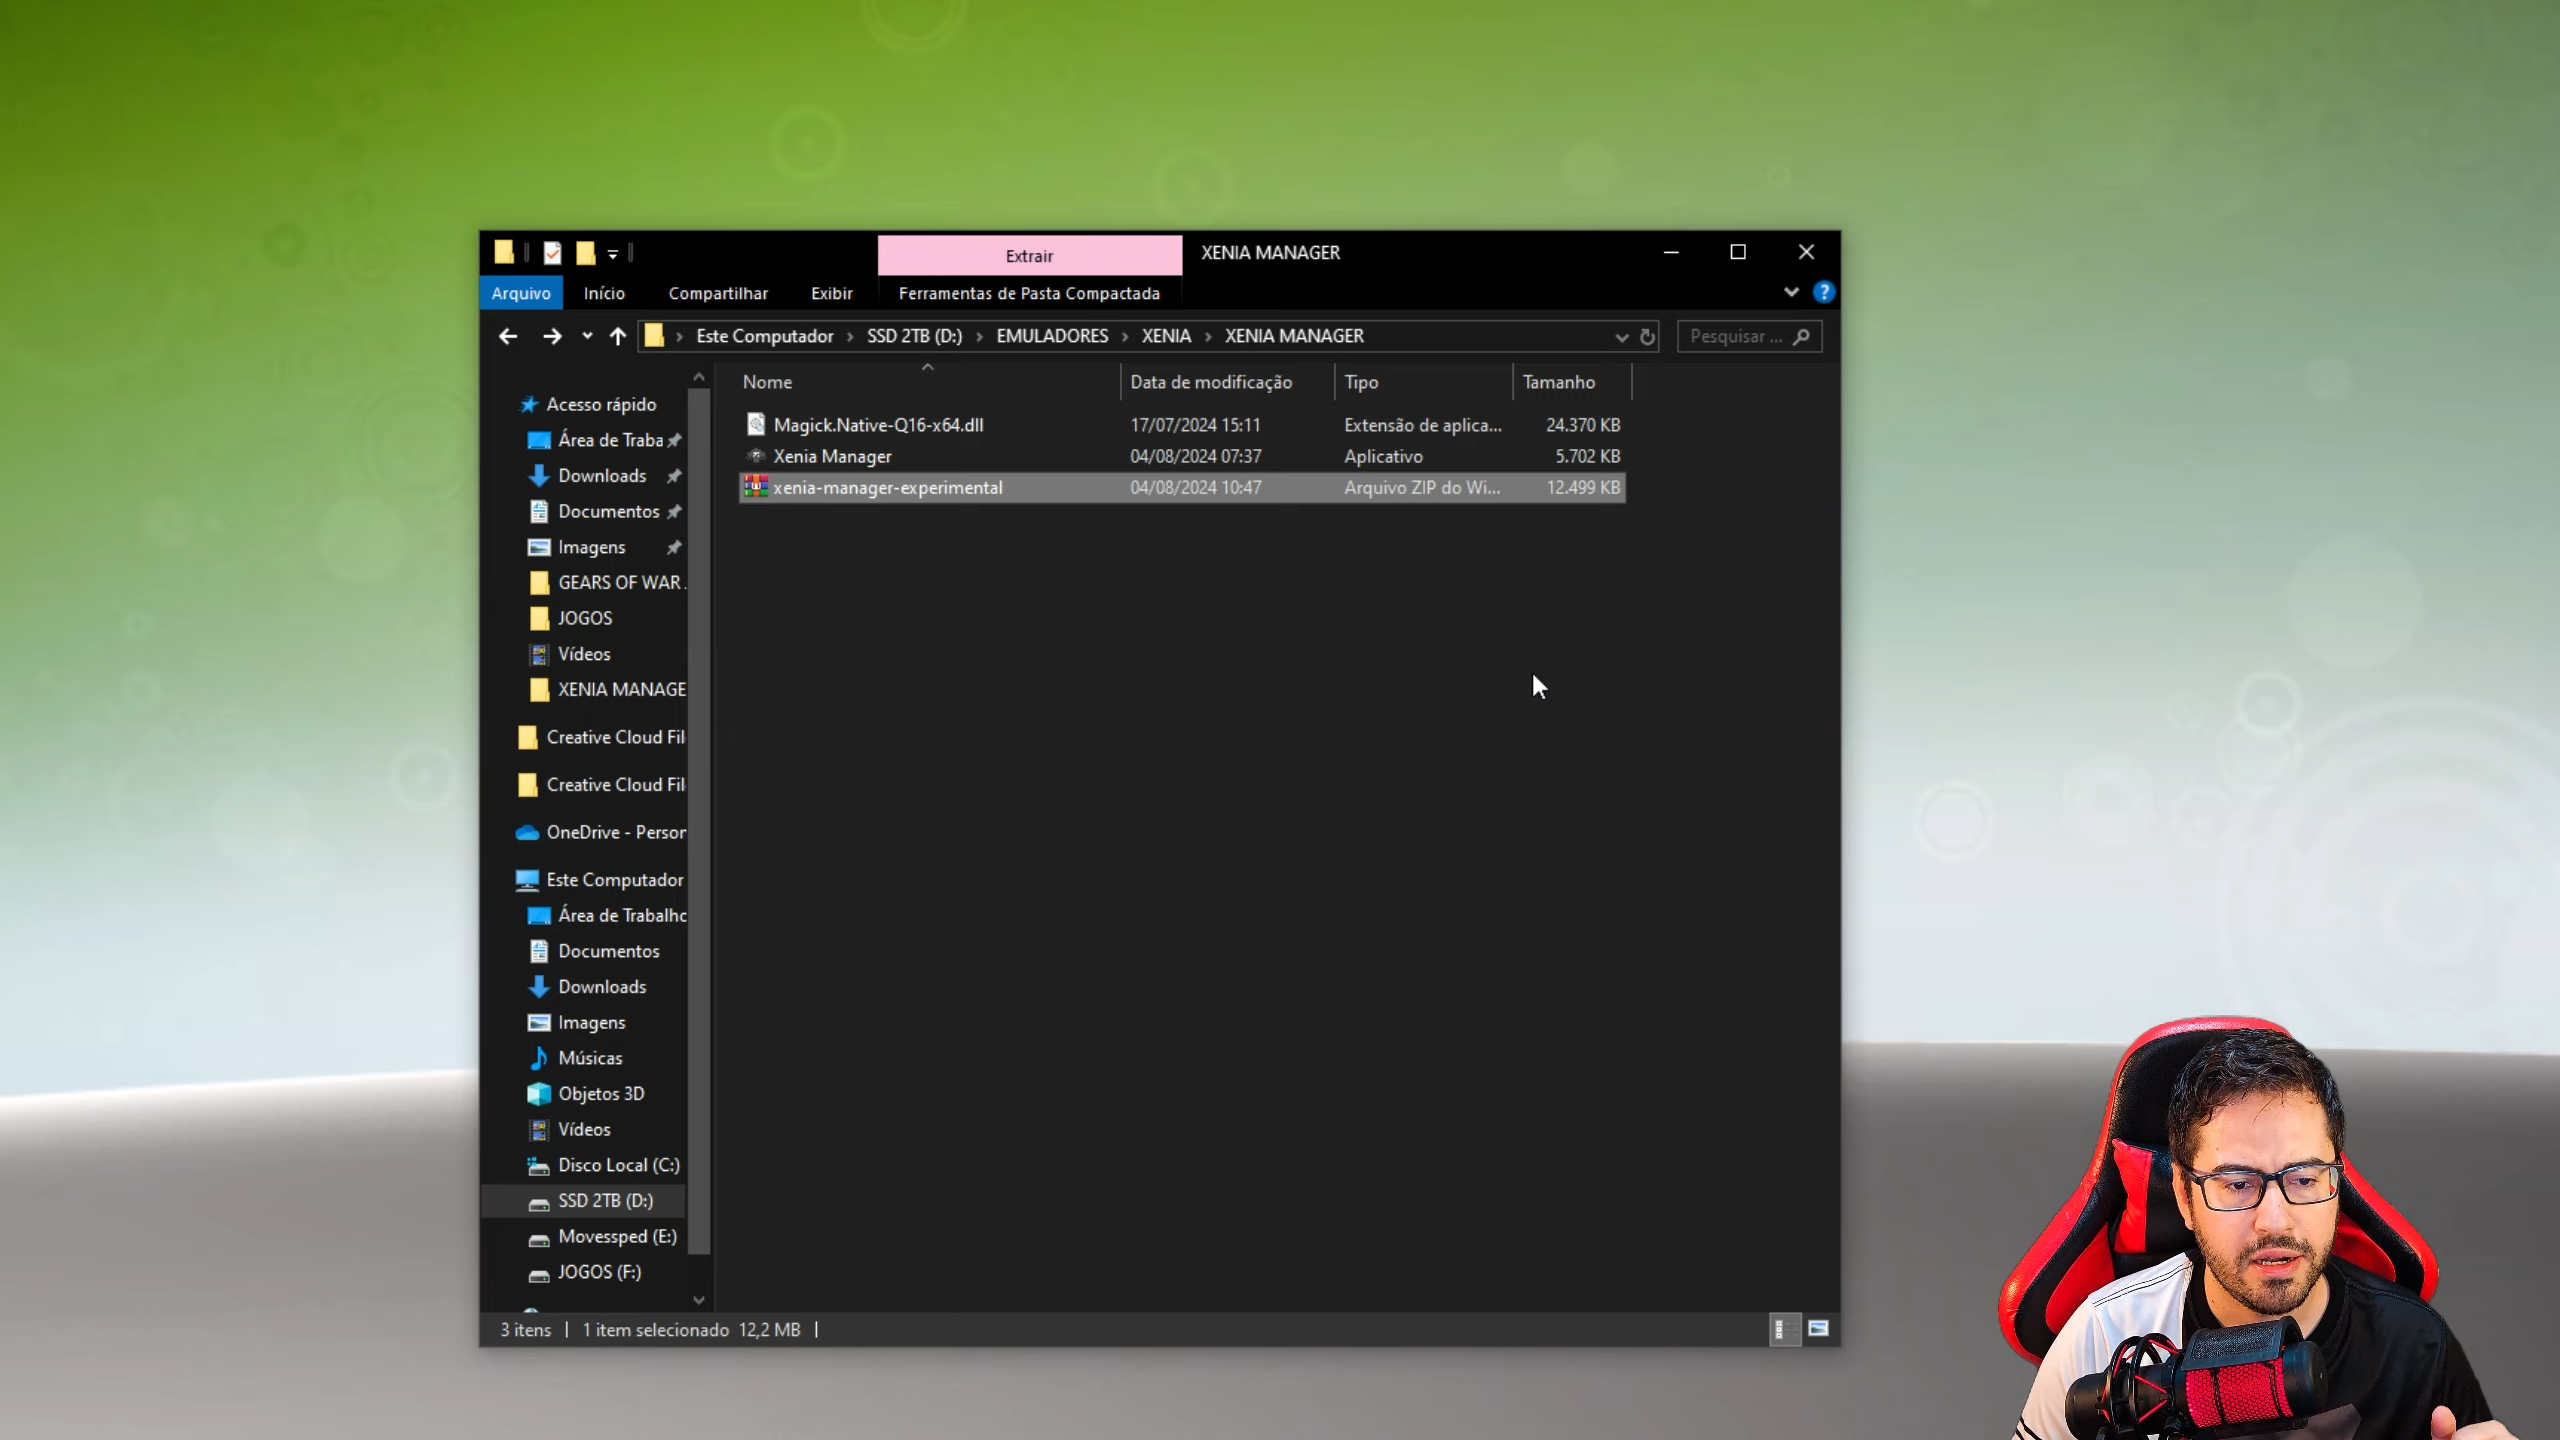 Extrair
XENIA MANAGER
Arquivo
Início
Compartilhar
Exibir
Ferramentas de Pasta Compactada
?
Este Computador > SSD 2TB (D:) > EMULADORES > XENIA > XENIA MANAGER
Pesquisar ...
Nome
Data de modificação
Tipo
Tamanho
Magick.Native-Q16-x64.dll 17/07/2024 15:11 Extensão de aplica... 24.370 KB
Xenia Manager 04/08/2024 07:37 Aplicativo 5.702 KB
xenia-manager-experimental 04/08/2024 10:47 Arquivo ZIP do Wi... 12.499 KB
Acesso rápido
Área de Traba
Downloads
Documentos
Imagens
GEARS OF WAR.
JOGOS
Vídeos
XENIA MANAGE
Creative Cloud Fil
Creative Cloud Fil
OneDrive - Person
Este Computador
Área de Trabalho
Documentos
Downloads
Imagens
Músicas
Objetos 3D
Vídeos
Disco Local (C:)
SSD 2TB (D:)
Movessped (E:)
JOGOS (F:)
3 itens
1 item selecionado 12,2 MB